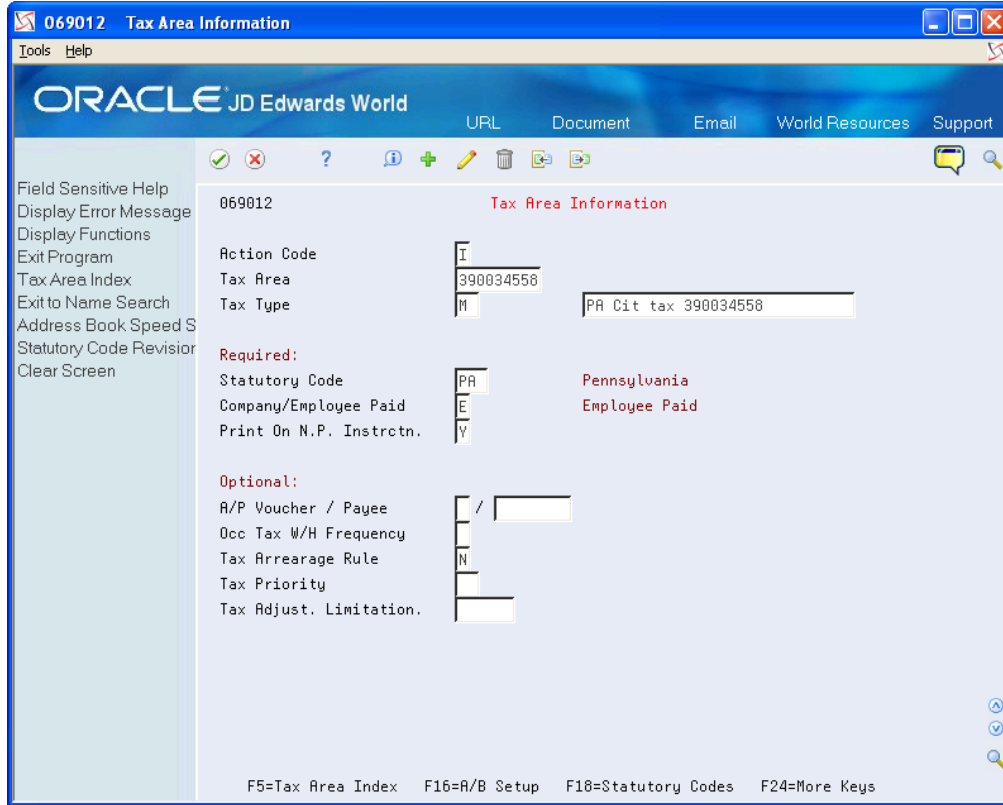 069012 Tax Area Information
Tools Help
ORACLE JD Edwards World
URL Document Email World Resources Support
Field Sensitive Help
Display Error Message
Display Functions
Exit Program
Tax Area Index
Exit to Name Search
Address Book Speed S
Statutory Code Revision
Clear Screen
069012 Tax Area Information
Action Code I
Tax Area 390034558
Tax Type M PA Cit tax 390034558
Required:
Statutory Code PA Pennsylvania
Company/Employee Paid E Employee Paid
Print On N.P. Instrctn. Y
Optional:
A/P Voucher / Payee /
Occ Tax W/H Frequency
Tax Arrearage Rule N
Tax Priority
Tax Adjust. Limitation.
F5=Tax Area Index F16=A/B Setup F18=Statutory Codes F24=More Keys